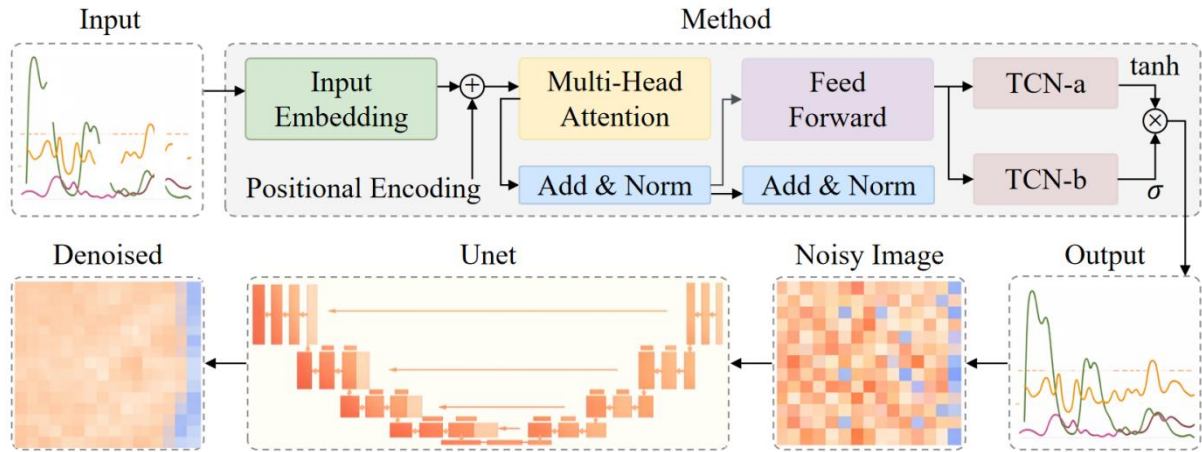 Input
Method
Input
Embedding
+
Multi-Head
Attention
Feed
Forward
TCN-a
tanh
×
Positional Encoding
Add & Norm
Add & Norm
TCN-b
σ
Denoised
Unet
Noisy Image
Output